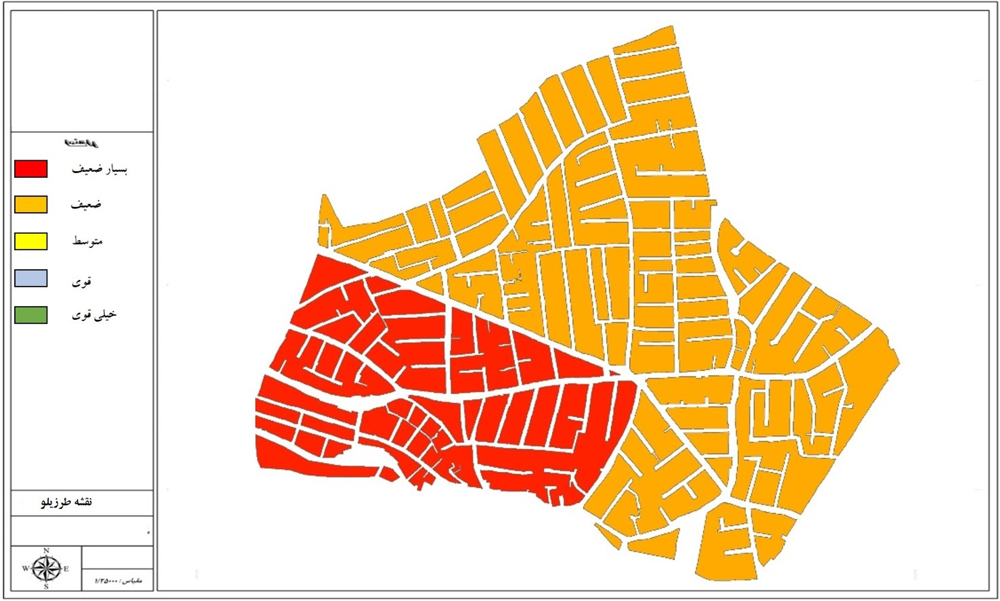 بسیار ضعیف
ضعیف
متوسط
قوی
خیلی قوی
نقشه طرزیلو
N
W E
S
مقیاس : ۱/۲۵۰۰۰